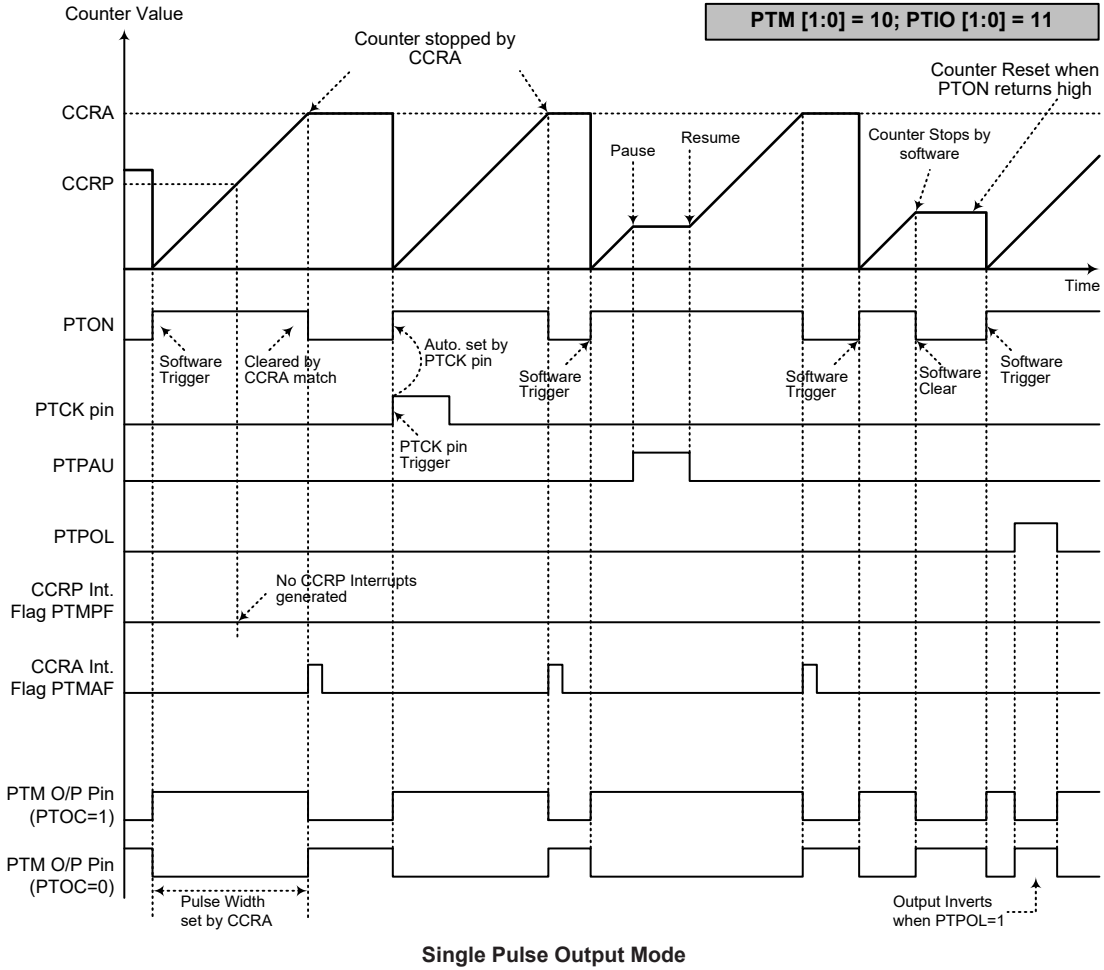 Counter Value
PTM [1:0] = 10; PTIO [1:0] = 11
Counter stopped by
CCRA
Counter Reset when
PTON returns high
CCRA
Pause
Resume
Counter Stops by
software
CCRP
Time
PTON
Software
Trigger
Cleared by
CCRA match
Auto. set by
PTCK pin
Software
Trigger
Software
Trigger
Software
Clear
Software
Trigger
PTCK pin
PTCK pin
Trigger
PTPAU
PTPOL
CCRP Int.
Flag PTMPF
No CCRP Interrupts
generated
CCRA Int.
Flag PTMAF
PTM O/P Pin
(PTOC=1)
PTM O/P Pin
(PTOC=0)
Pulse Width
set by CCRA
Output Inverts
when PTPOL=1
Single Pulse Output Mode